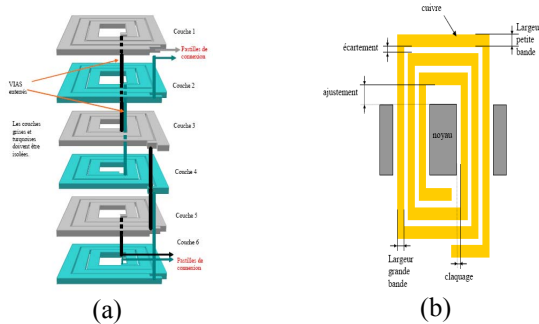 Couche 1
Pastilles de
connexion
VIAS
enterrés
Couche 2
Les couches
grises et
turquoises
doivent être
isolées.
Couche 3
Couche 4
Couche 5
Couche 6
Pastilles de
connexion
(a)
cuivre
Largeur
petite
bande
écartement
ajustement
noyau
Largeur
grande
bande
claquage
(b)